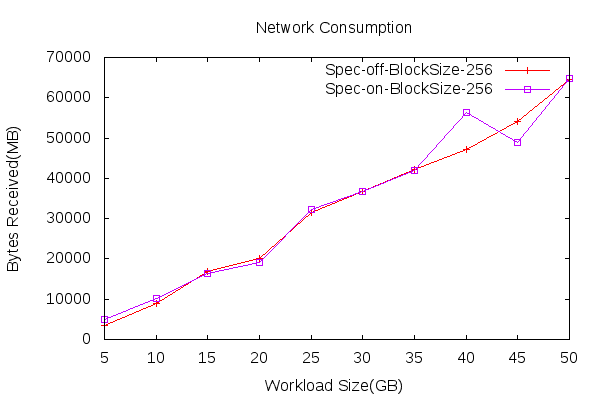 Network Consumption
70000
60000
50000
40000
30000
20000
10000
0
Bytes Received(MB)
Spec-off-BlockSize-256
Spec-on-BlockSize-256
5 10 15 20 25 30 35 40 45 50
Workload Size(GB)